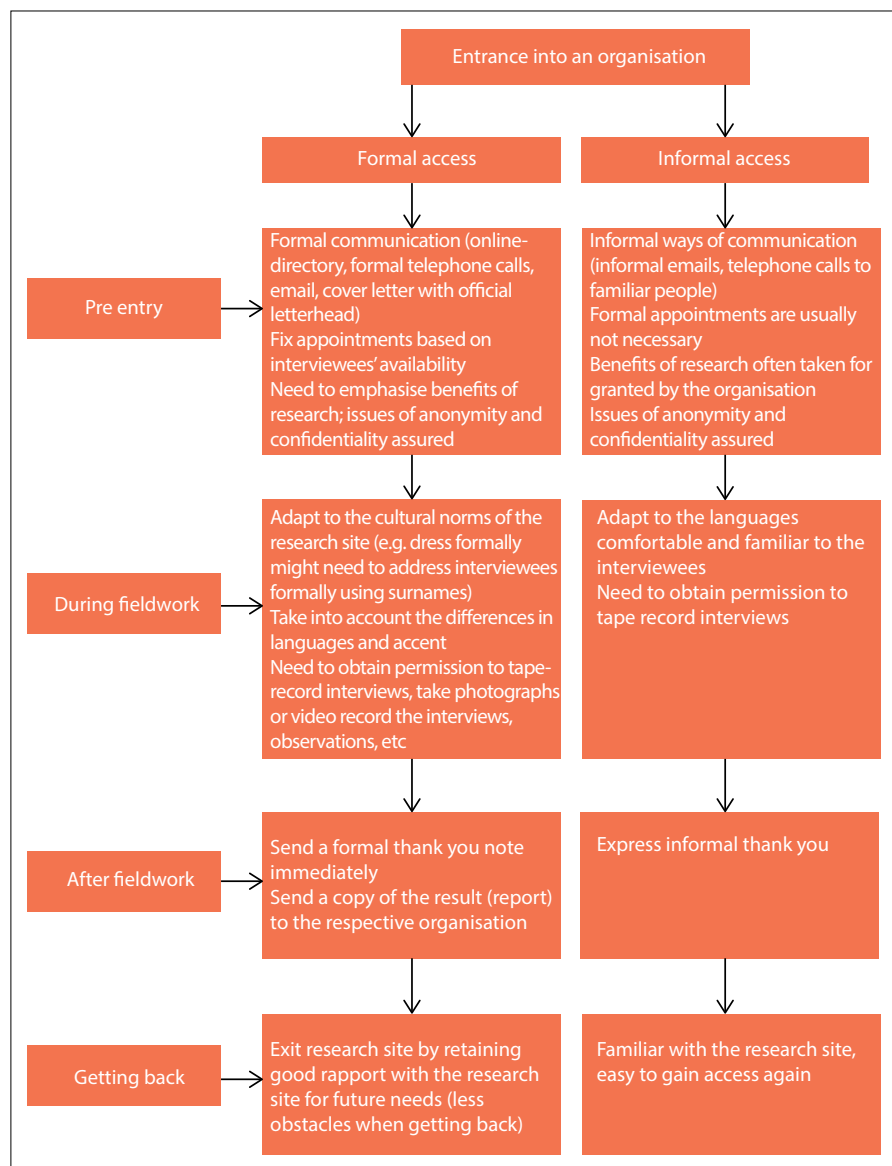 Entrance into an organisation
Formal access
Informal access
Pre entry
Formal communication (online-
directory, formal telephone calls,
email, cover letter with official
letterhead)
Fix appointments based on
interviewees’ availability
Need to emphasise benefits of
research; issues of anonymity and
confidentiality assured
Informal ways of communication
(informal emails, telephone calls to
familiar people)
Formal appointments are usually
not necessary
Benefits of research often taken for
granted by the organisation
Issues of anonymity and
confidentiality assured
During fieldwork
Adapt to the cultural norms of the
research site (e.g. dress formally
might need to address interviewees
formally using surnames)
Take into account the differences in
languages and accent
Need to obtain permission to tape-
record interviews, take photographs
or video record the interviews,
observations, etc
Adapt to the languages
comfortable and familiar to the
interviewees
Need to obtain permission to
tape record interviews
After fieldwork
Send a formal thank you note
immediately
Send a copy of the result (report)
to the respective organisation
Express informal thank you
Getting back
Exit research site by retaining
good rapport with the research
site for future needs (less
obstacles when getting back)
Familiar with the research site,
easy to gain access again